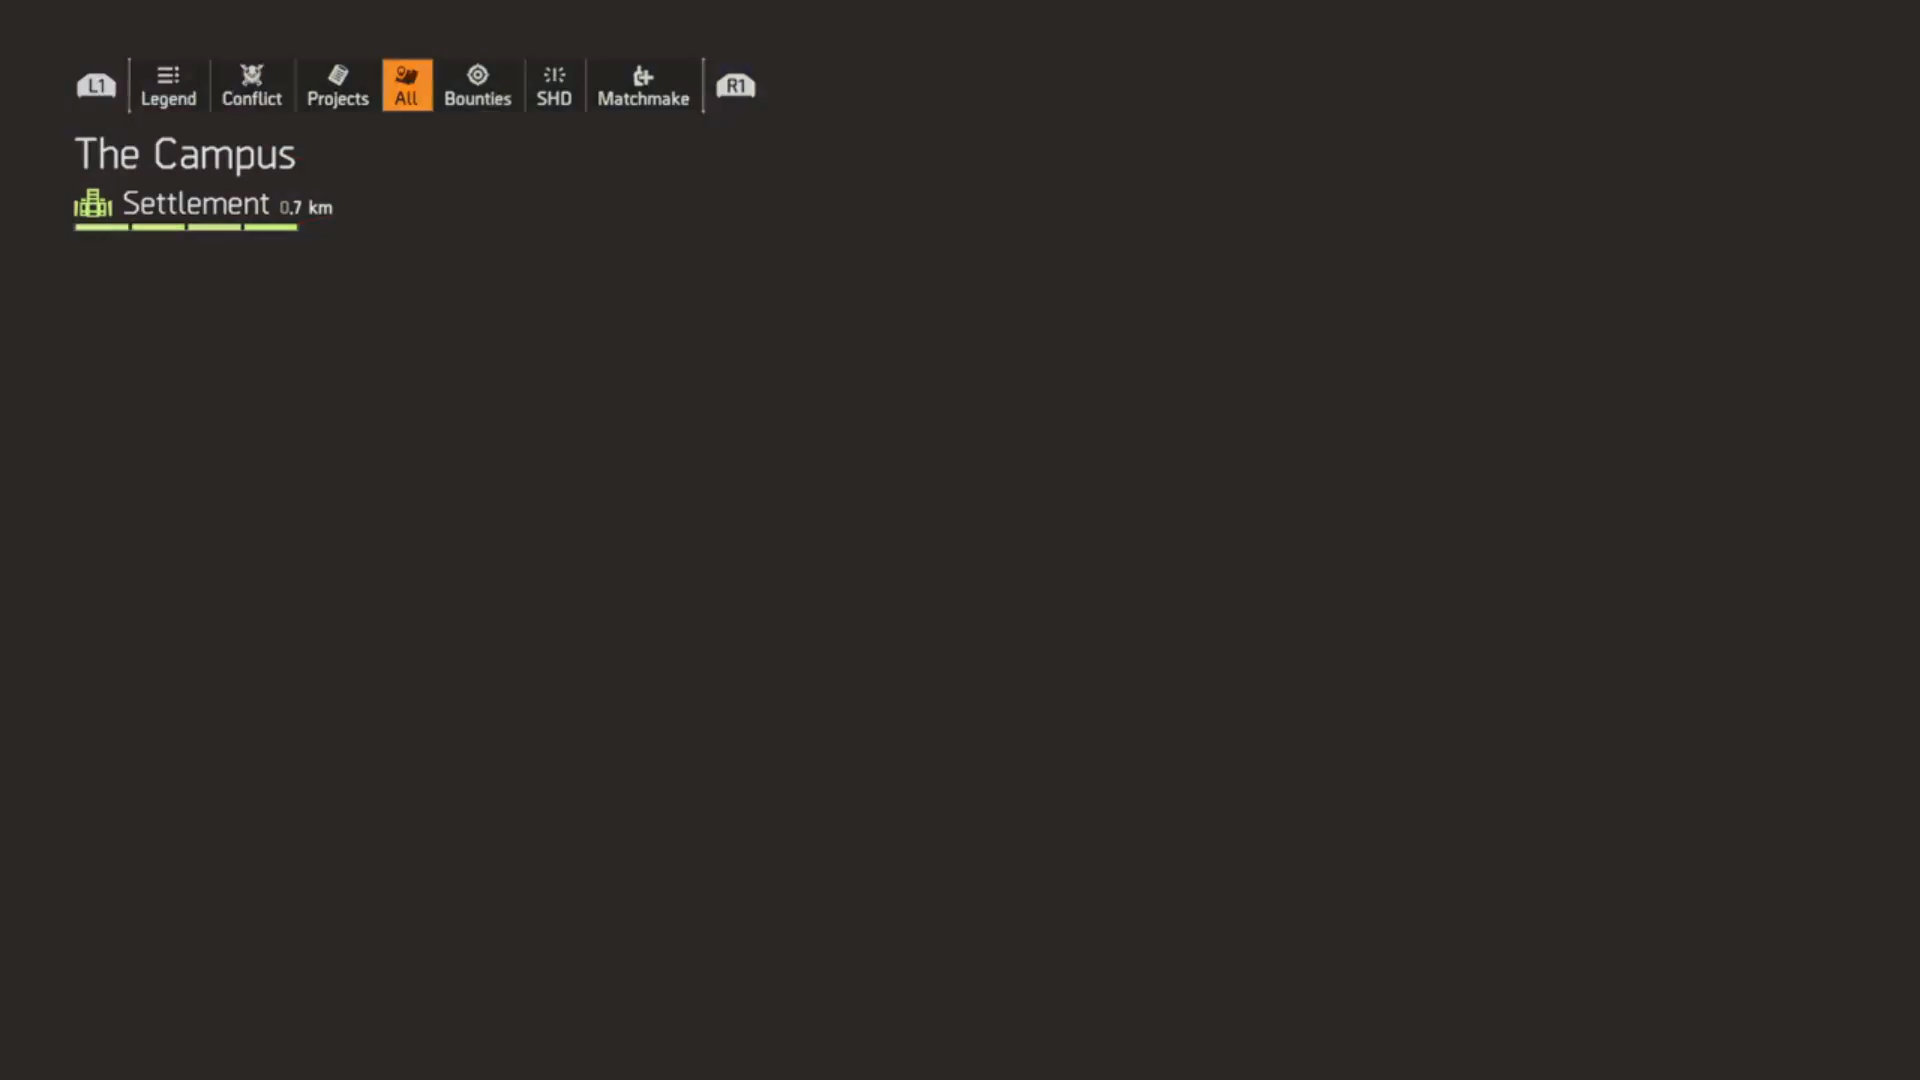 L1 Legend Conflict Projects All Bounties SHD Matchmake R1
The Campus
Settlement 0.7 km